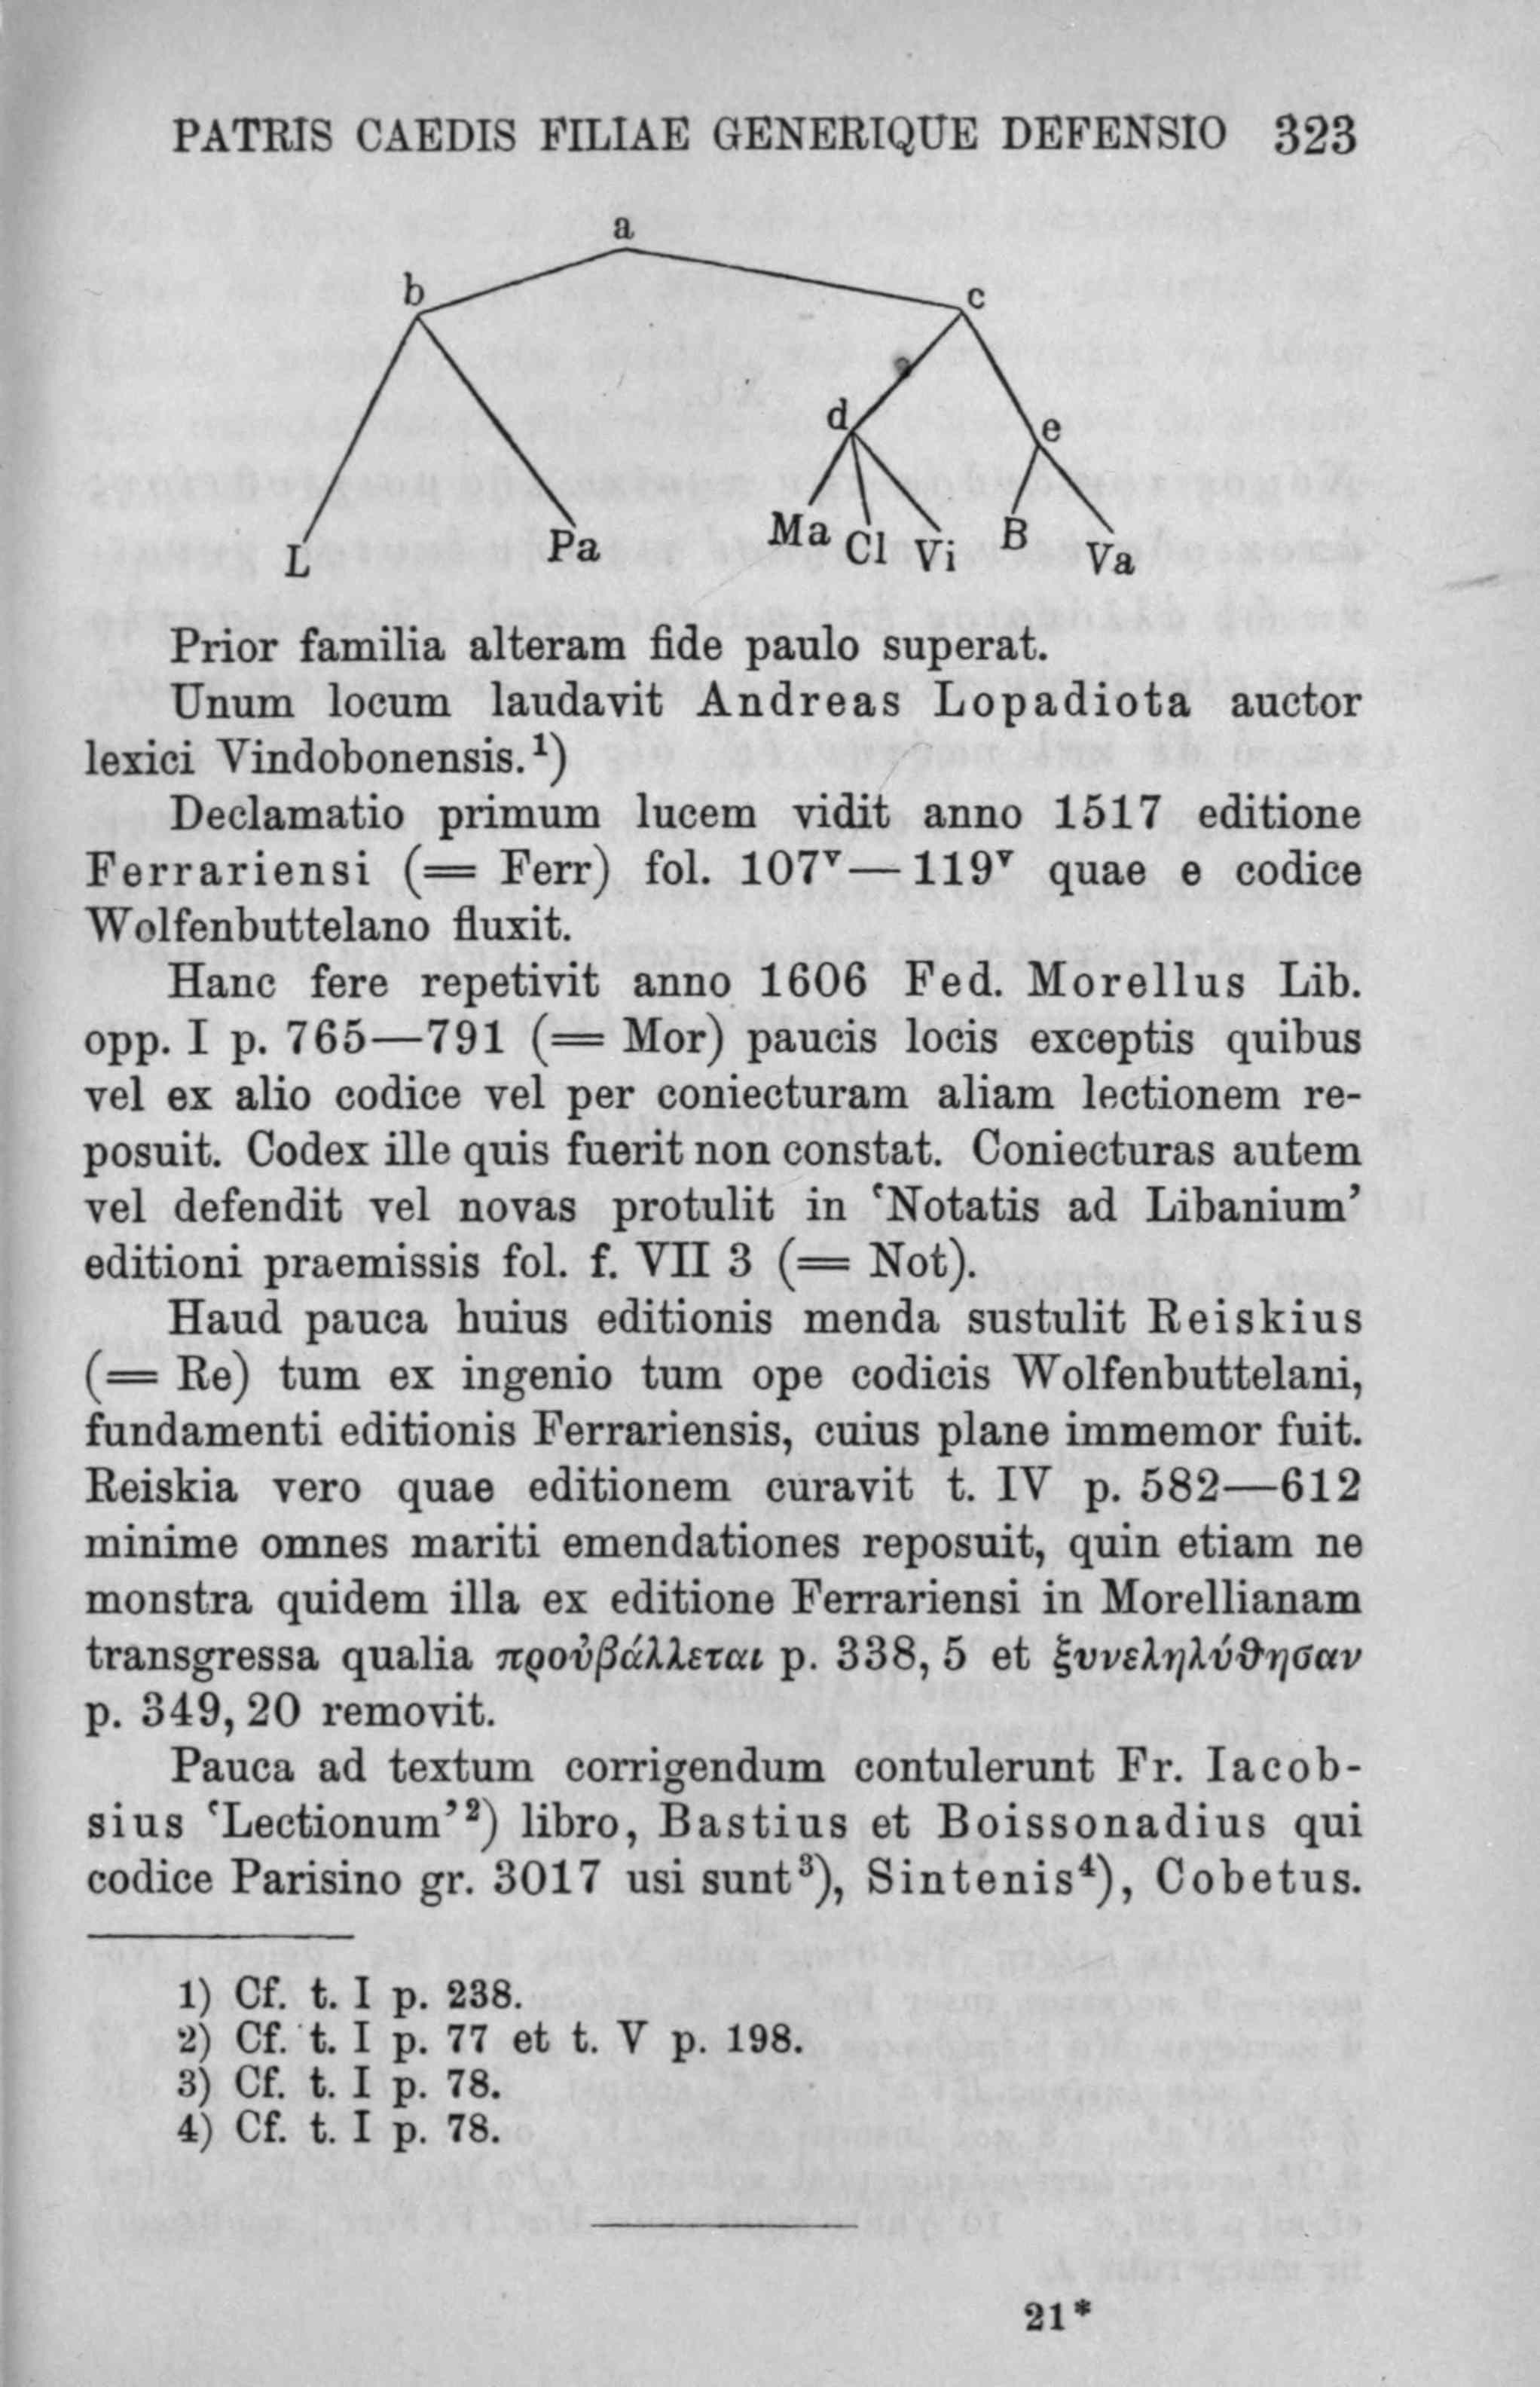 PATRIS CAEDIS FILIAE GENERIQUE DEFENSIO 323
a
b
c
d
e
L
Pa
Ma
Cl
Vi
B
Va
Prior familia alteram fide paulo superat.
Unum locum laudavit Andreas Lopadiota auctor
lexici Vindobonensis.¹)
Declamatio primum lucem vidit anno 1517 editione
Ferrariensi (= Ferr) fol. 107ᵛ—119ᵛ quae e codice
Wolfenbuttelano fluxit.
Hanc fere repetivit anno 1606 Fed. Morellus Lib.
opp. I p. 765—791 (= Mor) paucis locis exceptis quibus
vel ex alio codice vel per coniecturam aliam lectionem re-
posuit. Codex ille quis fuerit non constat. Coniecturas autem
vel defendit vel novas protulit in ‘Notatis ad Libanium’
editioni praemissis fol. f. VII 3 (= Not).
Haud pauca huius editionis menda sustulit Reiskius
(= Re) tum ex ingenio tum ope codicis Wolfenbuttelani,
fundamenti editionis Ferrariensis, cuius plane immemor fuit.
Reiskia vero quae editionem curavit t. IV p. 582—612
minime omnes mariti emendationes reposuit, quin etiam ne
monstra quidem illa ex editione Ferrariensi in Morellianam
transgressa qualia προὐβάλλεται p. 338, 5 et ξυνεληλύθησαν
p. 349, 20 removit.
Pauca ad textum corrigendum contulerunt Fr. Iacob-
sius ‘Lectionum’²) libro, Bastius et Boissonadius qui
codice Parisino gr. 3017 usi sunt³), Sintenis⁴), Cobetus.
1) Cf. t. I p. 238.
2) Cf. t. I p. 77 et t. V p. 198.
3) Cf. t. I p. 78.
4) Cf. t. I p. 78.
21*